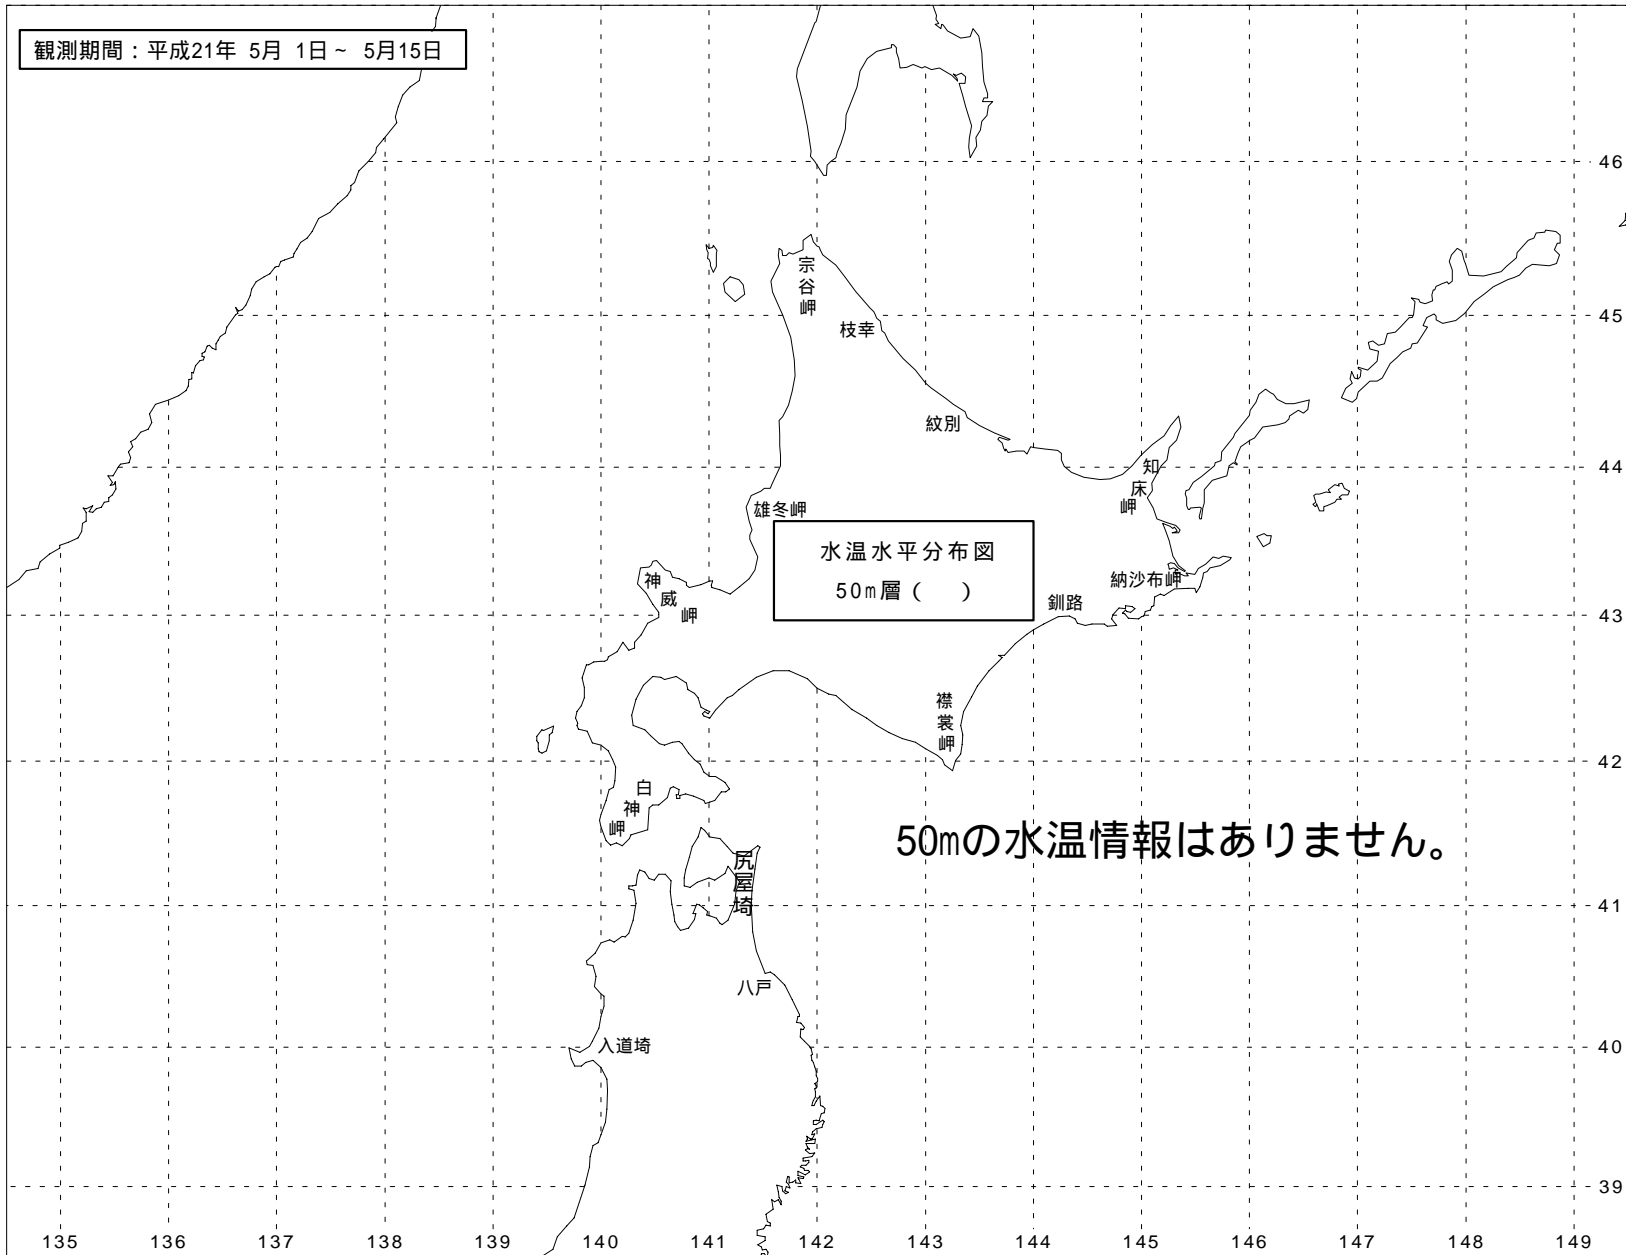 観測期間：平成21年 5月 1日～ 5月15日
46
宗谷岬
枝幸
45
紋別
知床岬
44
雄冬岬
水温水平分布図
50m層（　）
神威岬
納沙布岬
釧路
43
襟裳岬
42
白神岬
50mの水温情報はありません。
尻屋埼
41
八戸
入道埼
40
39
135 136 137 138 139 140 141 142 143 144 145 146 147 148 149